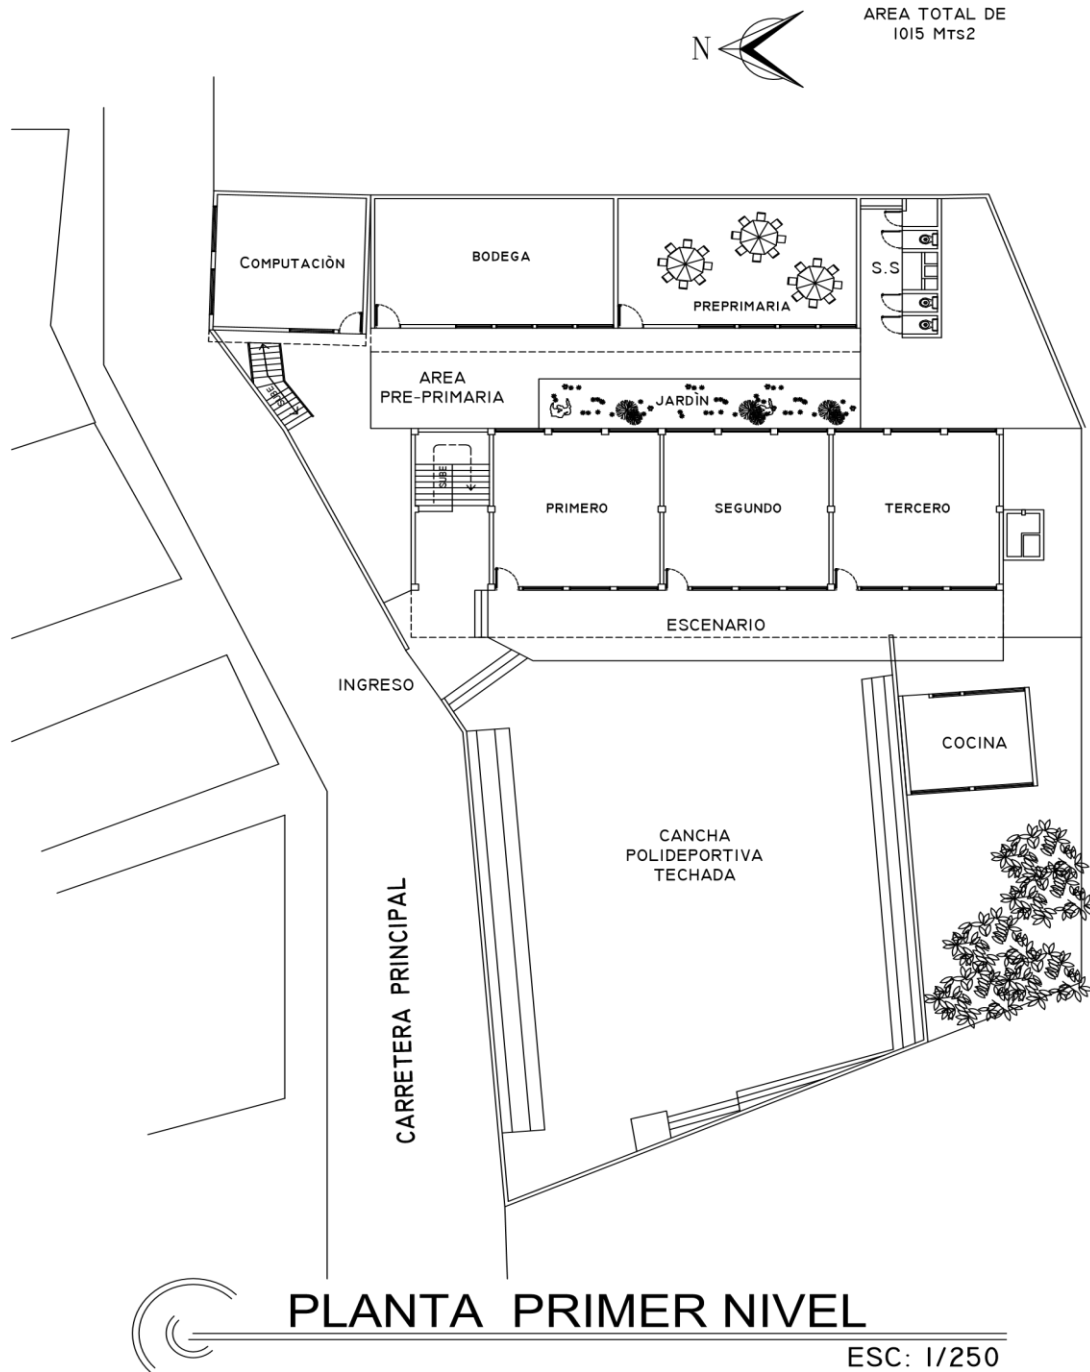 N
AREA TOTAL DE
1015 MTS2
COMPUTACIÒN
BODEGA
PREPRIMARIA
S.S
SUBE
AREA
PRE-PRIMARIA
JARDÌN
SUBE
PRIMERO
SEGUNDO
TERCERO
ESCENARIO
INGRESO
COCINA
CANCHA
POLIDEPORTIVA
TECHADA
CARRETERA PRINCIPAL
PLANTA PRIMER NIVEL
ESC: 1/250